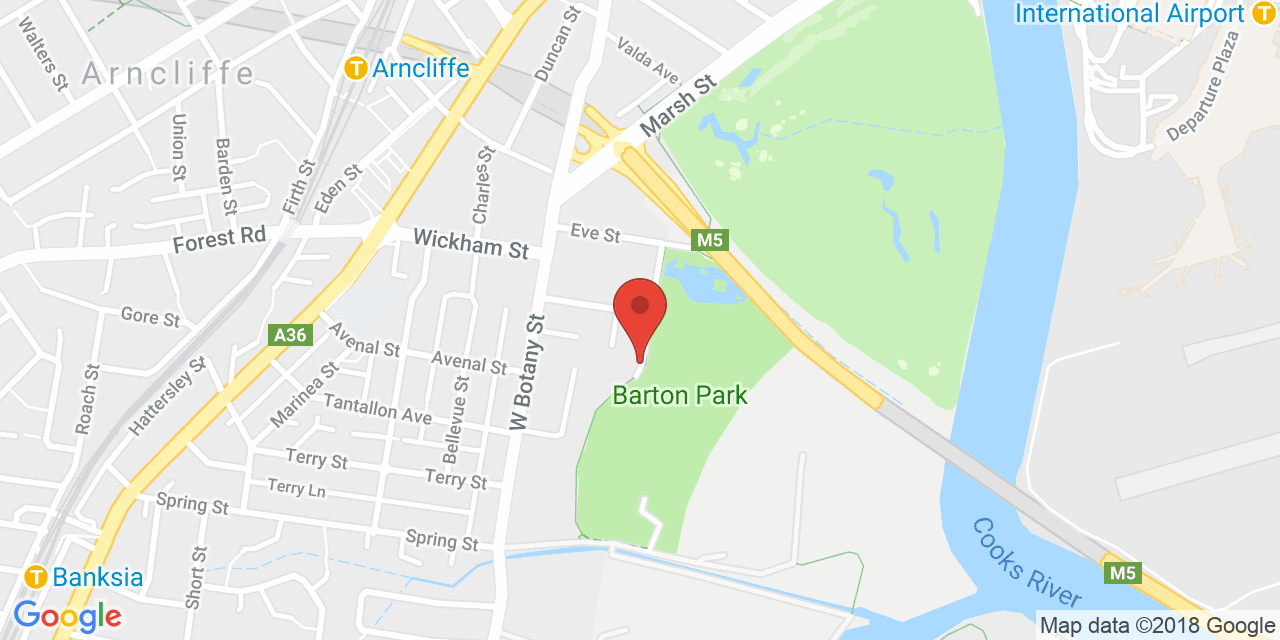 International Airport T
Walters St
Duncan St
Valda Ave
Departure Plaza
T Arncliffe
Arncliffe
Marsh St
Union St
Barden St
Firth St
Eden St
Charles St
Forest Rd
Wickham St
Eve St
M5
Gore St
A36
Avenal St
Avenal St
W Botany St
Roach St
Hattersley St
Marinea St
Bellevue St
Barton Park
Tantallon Ave
Terry St
Terry St
Terry Ln
Spring St
Spring St
Cooks River
Short St
T Banksia
M5
Google
Map data ©2018 Google